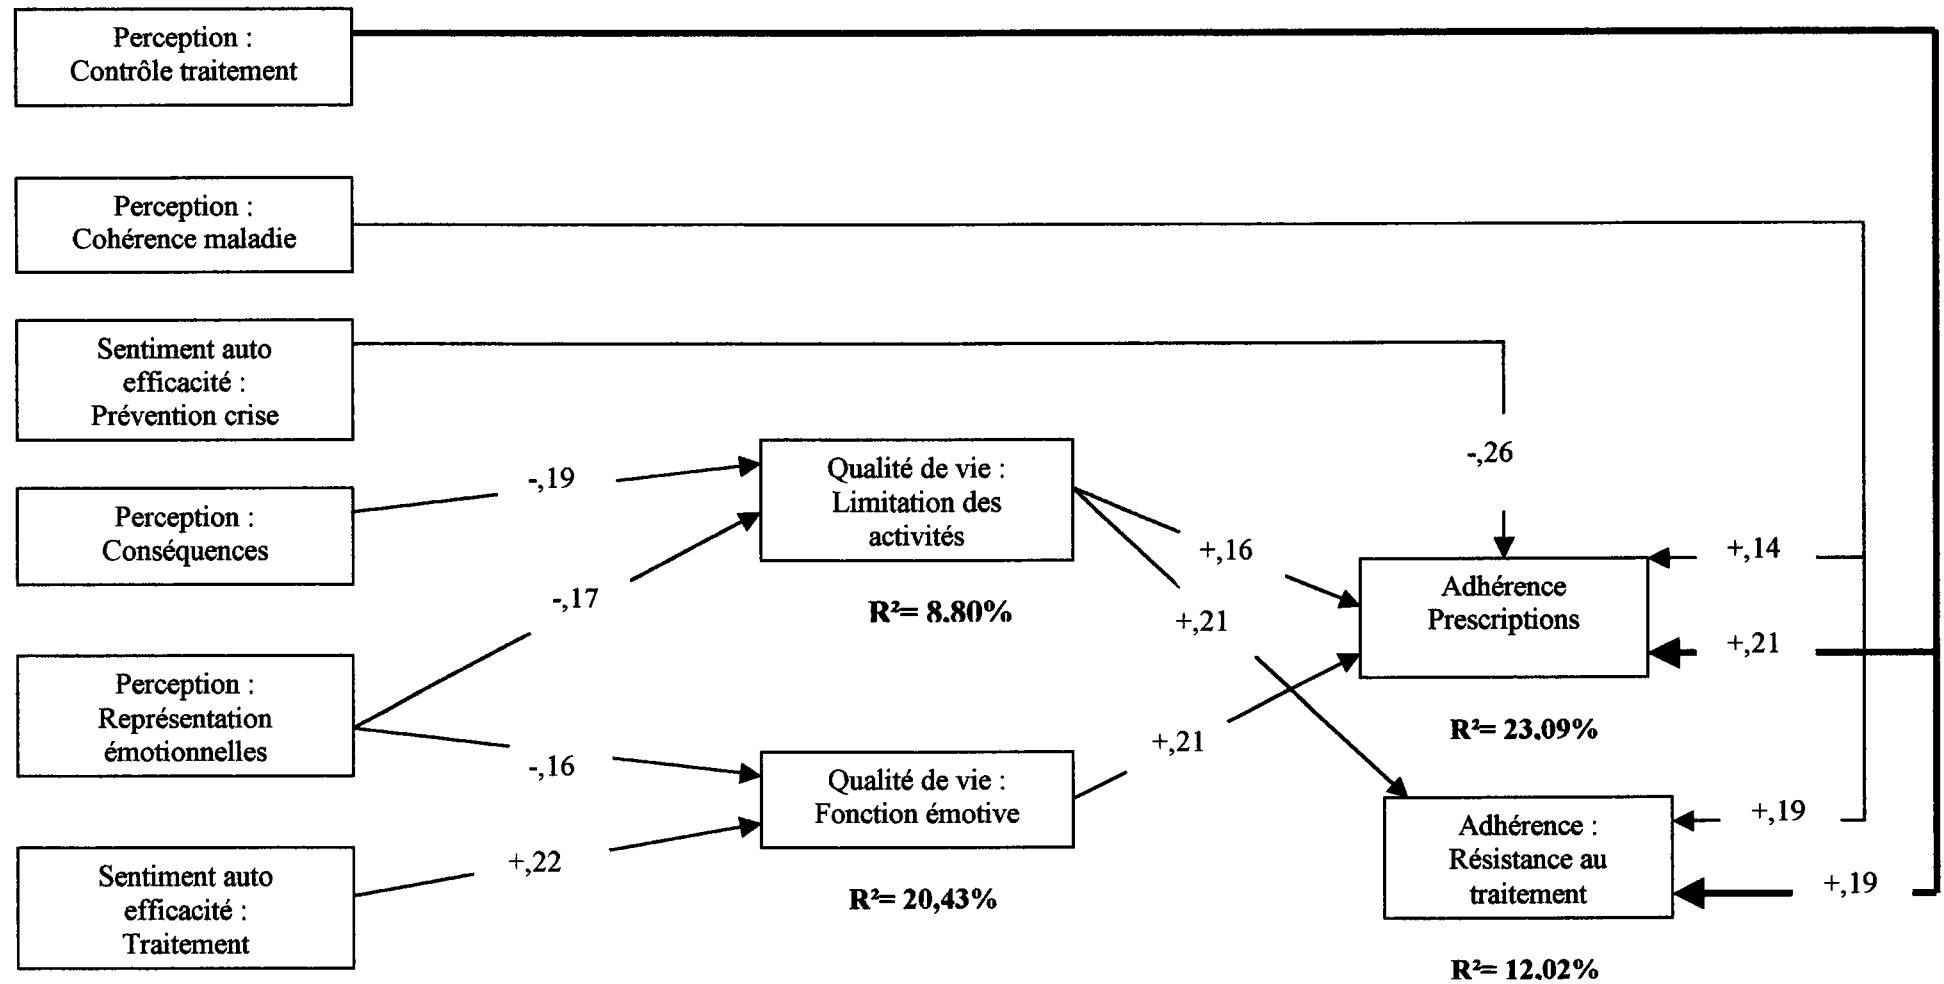 Perception :
Contrôle traitement
Perception :
Cohérence maladie
Sentiment auto
efficacité :
Prévention crise
Perception :
Conséquences
Perception :
Représentation
émotionnelles
Sentiment auto
efficacité :
Traitement
-,19
-,17
-,16
+,22
Qualité de vie :
Limitation des
activités
R²= 8.80%
Qualité de vie :
Fonction émotive
R²= 20,43%
+,16
+,21
+,21
-,26
+,14
+,21
Adhérence
Prescriptions
R²= 23,09%
+,19
+,19
Adhérence :
Résistance au
traitement
R²= 12,02%